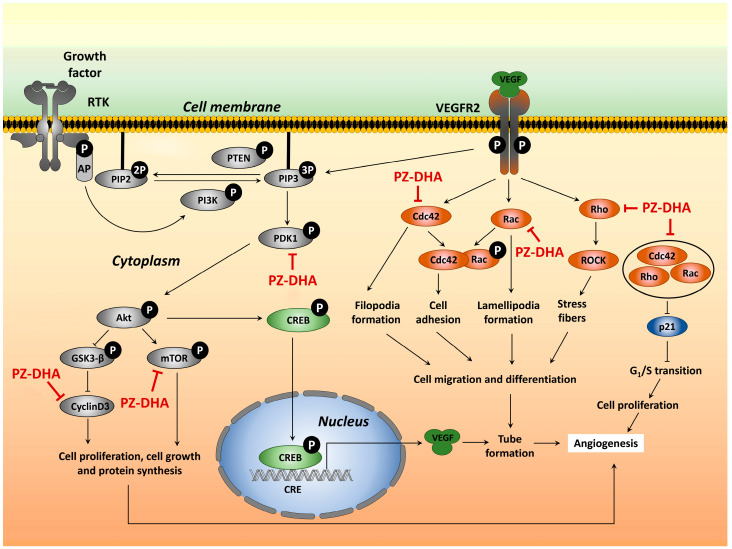 Growth
factor
RTK
Cell membrane
VEGFR2
VEGF
P
AP
PIP2
2P
PTEN
P
PI3K
P
PIP3
3P
P
P
PZ-DHA
Cdc42
Rac
Rho
PZ-DHA
PDK1
P
PZ-DHA
Cdc42
Rac
P
PZ-DHA
ROCK
Cdc42
Rho
Rac
Cytoplasm
Akt
P
CREB
P
Filopodia
formation
Cell
adhesion
Lamellipodia
formation
Stress
fibers
p21
GSK3-β
P
mTOR
P
PZ-DHA
CyclinD3
PZ-DHA
Cell migration and differentiation
G1/S transition
Cell proliferation
Nucleus
CREB
P
CRE
VEGF
Tube
formation
Angiogenesis
Cell proliferation, cell growth
and protein synthesis